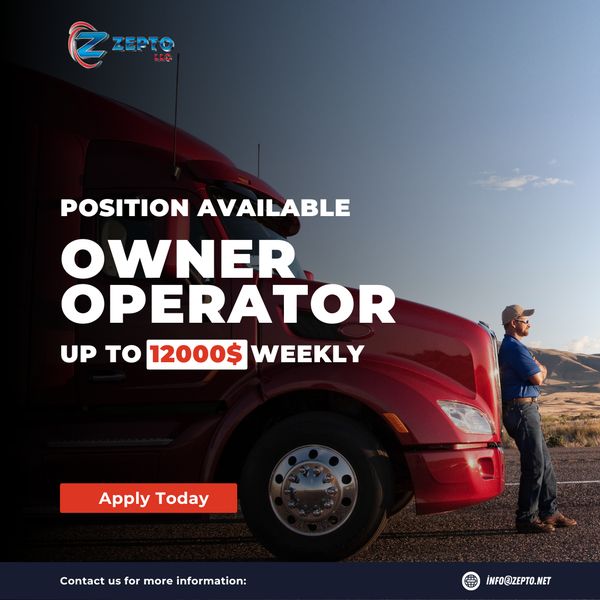 ZEPTO
LLC
POSITION AVAILABLE
OWNER
OPERATOR
UP TO 12000$ WEEKLY
Apply Today
Contact us for more information:
INFO@ZEPTO.NET